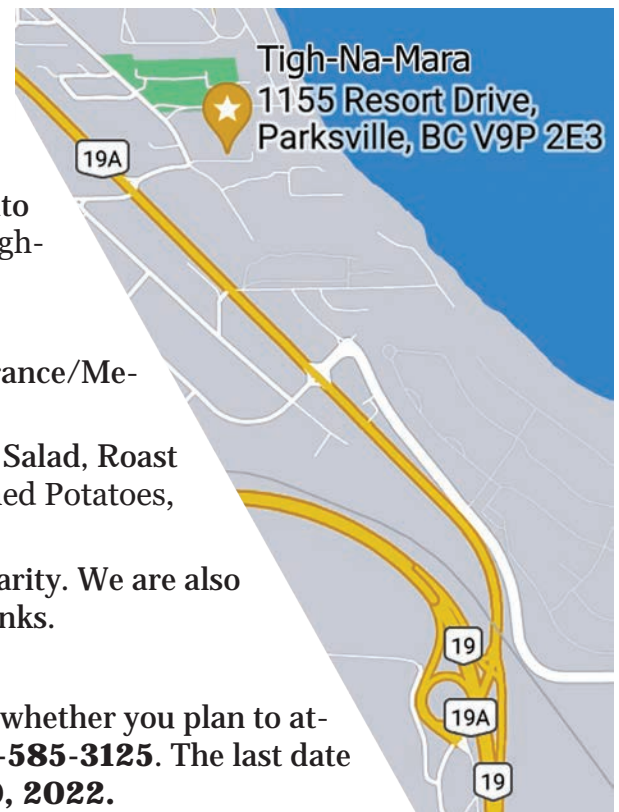 Tigh-Na-Mara
1155 Resort Drive,
Parksville, BC V9P 2E3
19A
gh-
rance/Me-
Salad, Roast
ed Potatoes,
arity. We are also
nks.
19
whether you plan to at-
19A
-585-3125. The last date
19
, 2022.